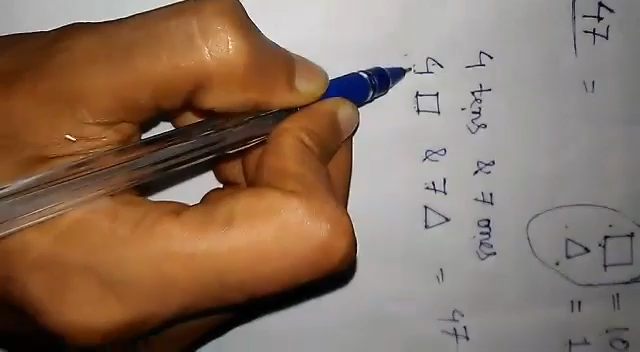 □ = 10
△ = 1
47 =
4 tens & 7 ones
4 □ & 7 △ = 47